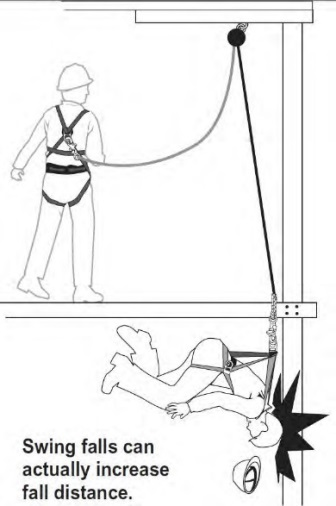 Swing falls can
actually increase
fall distance.